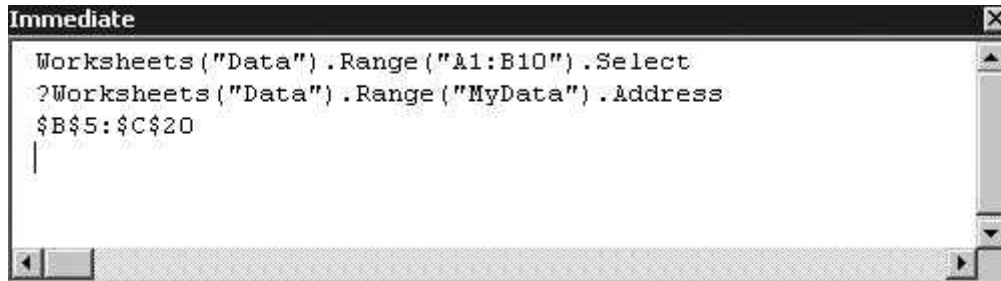 Immediate
Worksheets("Data").Range("A1:B10").Select
?Worksheets("Data").Range("MyData").Address
$B$5:$C$20